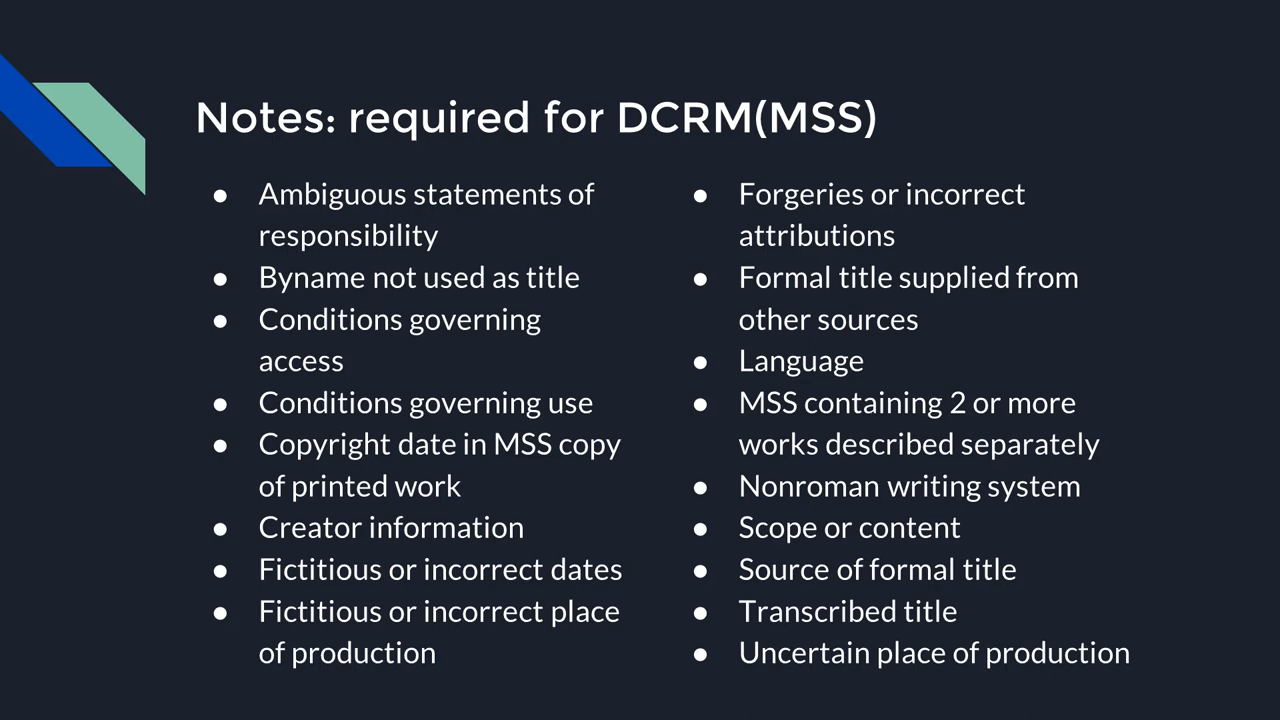 Notes: required for DCRM(MSS)
● Ambiguous statements of
responsibility
● Byname not used as title
● Conditions governing
access
● Conditions governing use
● Copyright date in MSS copy
of printed work
● Creator information
● Fictitious or incorrect dates
● Fictitious or incorrect place
of production
● Forgeries or incorrect
attributions
● Formal title supplied from
other sources
● Language
● MSS containing 2 or more
works described separately
● Nonroman writing system
● Scope or content
● Source of formal title
● Transcribed title
● Uncertain place of production